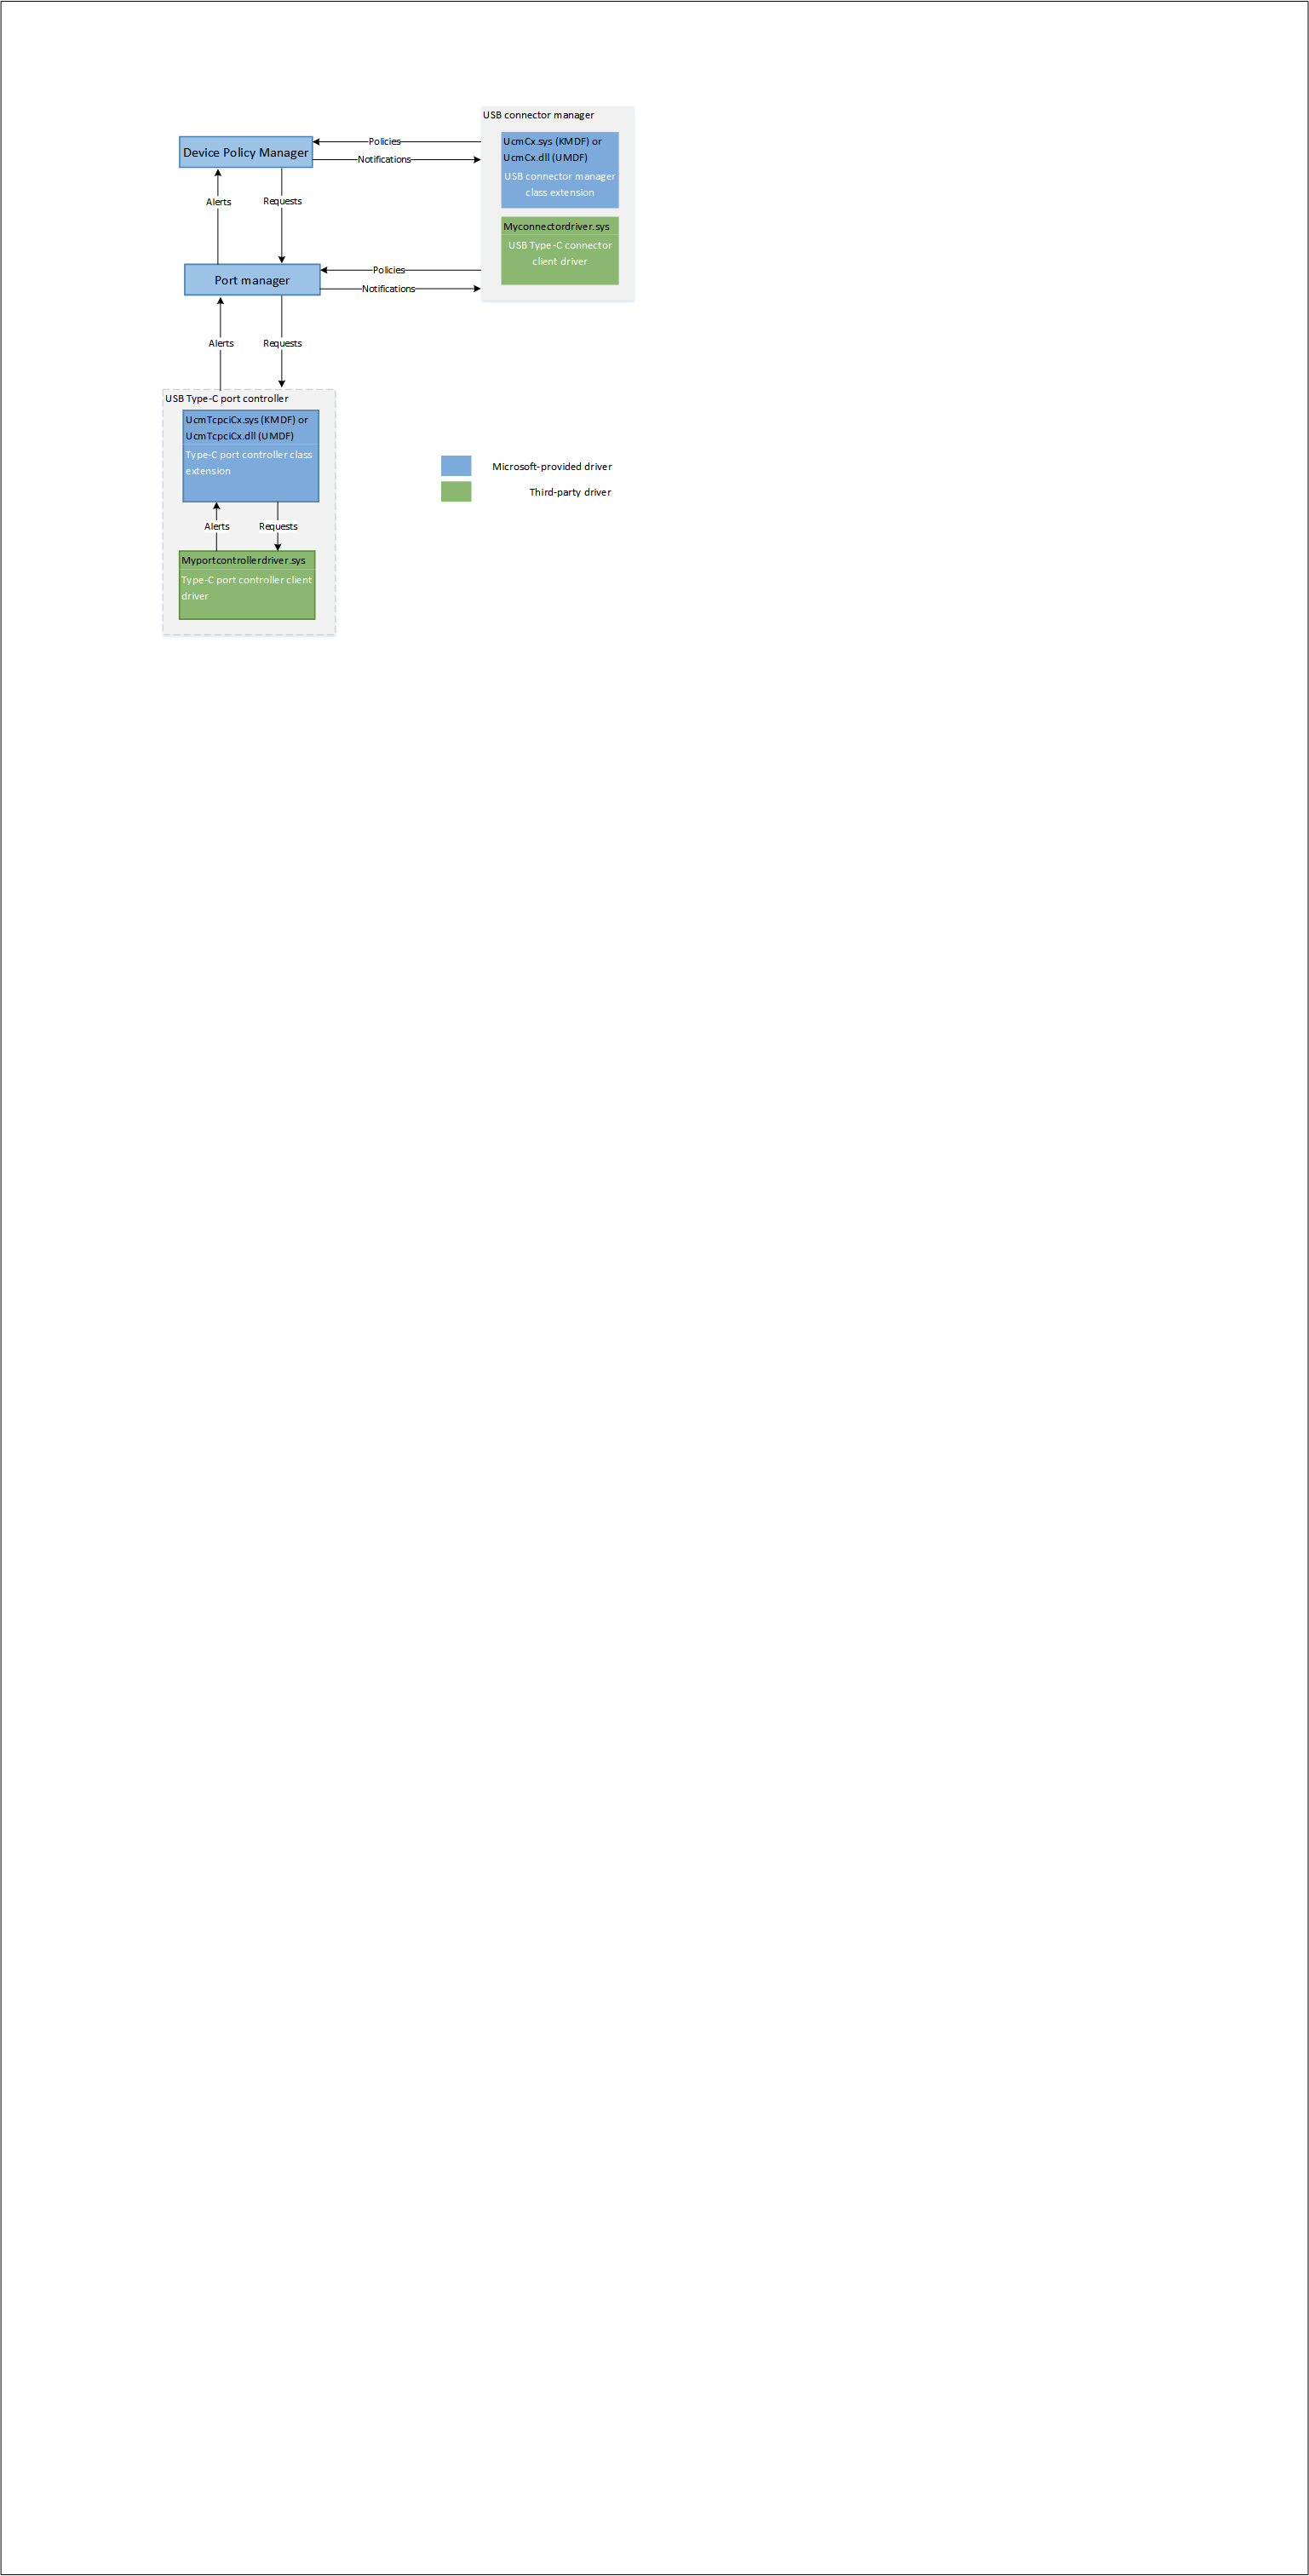 USB connector manager
Device Policy Manager
Policies
Notifications
UcmCx.sys (KMDF) or
UcmCx.dll (UMDF)
USB connector manager
class extension
Alerts
Requests
Myconnectordriver.sys
USB Type-C connector
client driver
Port manager
Policies
Notifications
Alerts
Requests
USB Type-C port controller
UcmTcpciCx.sys (KMDF) or
UcmTcpciCx.dll (UMDF)
Type-C port controller class
extension
Microsoft-provided driver
Third-party driver
Alerts
Requests
Myportcontrollerdriver.sys
Type-C port controller client
driver